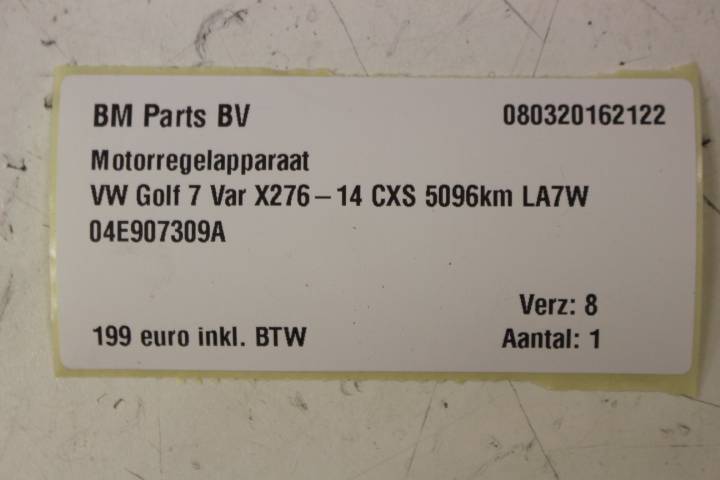 BM Parts BV 080320162122
Motorregelapparaat
VW Golf 7 Var X276-14 CXS 5096km LA7W
04E907309A
Verz: 8
199 euro inkl. BTW Aantal: 1